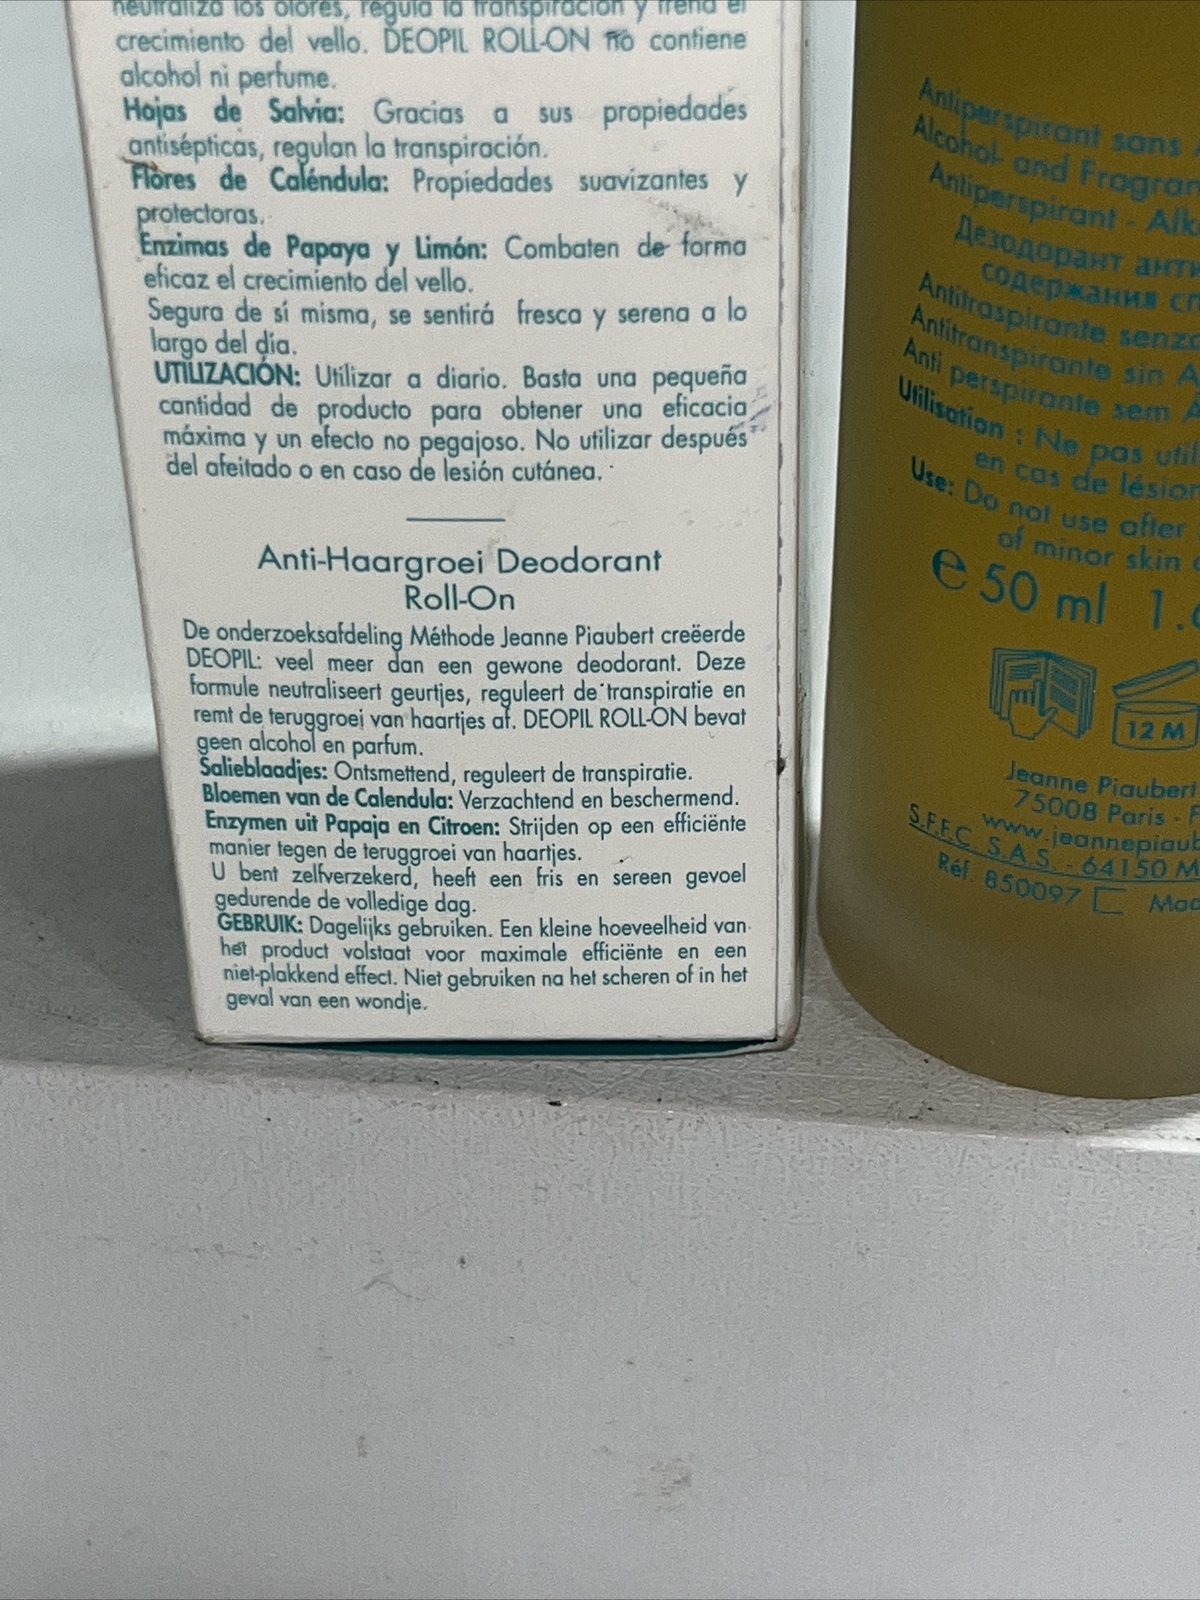 neutraliza los olores, regula la transpiración y frena el
crecimiento del vello. DEOPIL ROLL-ON no contiene
alcohol ni perfume.
Hojas de Salvia: Gracias a sus propiedades
antisépticas, regulan la transpiración.
Flores de Caléndula: Propiedades suavizantes y
protectoras.
Enzimas de Papaya y Limón: Combaten de forma
eficaz el crecimiento del vello.
Segura de sí misma, se sentirá fresca y serena a lo
largo del día.
UTILIZACIÓN: Utilizar a diario. Basta una pequeña
cantidad de producto para obtener una eficacia
máxima y un efecto no pegajoso. No utilizar después
del afeitado o en caso de lesión cutánea.
Anti-Haargroei Deodorant
Roll-On
De onderzoeksafdeling Méthode Jeanne Piaubert creëerde
DEOPIL: veel meer dan een gewone deodorant. Deze
formule neutraliseert geurtjes, reguleert de transpiratie en
remt de teruggroei van haartjes af. DEOPIL ROLL-ON bevat
geen alcohol en parfum.
Salieblaadjes: Ontsmettend, reguleert de transpiratie.
Bloemen van de Calendula: Verzachtend en beschermend.
Enzymen uit Papaja en Citroen: Strijden op een efficiënte
manier tegen de teruggroei van haartjes.
U bent zelfverzekerd, heeft een fris en sereen gevoel
gedurende de volledige dag.
GEBRUIK: Dagelijks gebruiken. Een kleine hoeveelheid van
het product volstaat voor maximale efficiënte en een
niet-plakkend effect. Niet gebruiken na het scheren of in het
geval van een wondje.
Antiperspirant sans
Alcohol- and Fragran
Antiperspirant - Alk
Дезодорант анти
содержания сп
Antitraspirante senza
Antitranspirante sin A
Anti perspirante sem A
Utilisation : Ne pas util
en cas de lésion
Use: Do not use after
of minor skin
e 50 ml 1.
12 M
Jeanne Piaubert
75008 Paris - F
www.jeannepiaub
S.F.F.C. S.A.S. - 64150 M
Réf. 850097 Mad